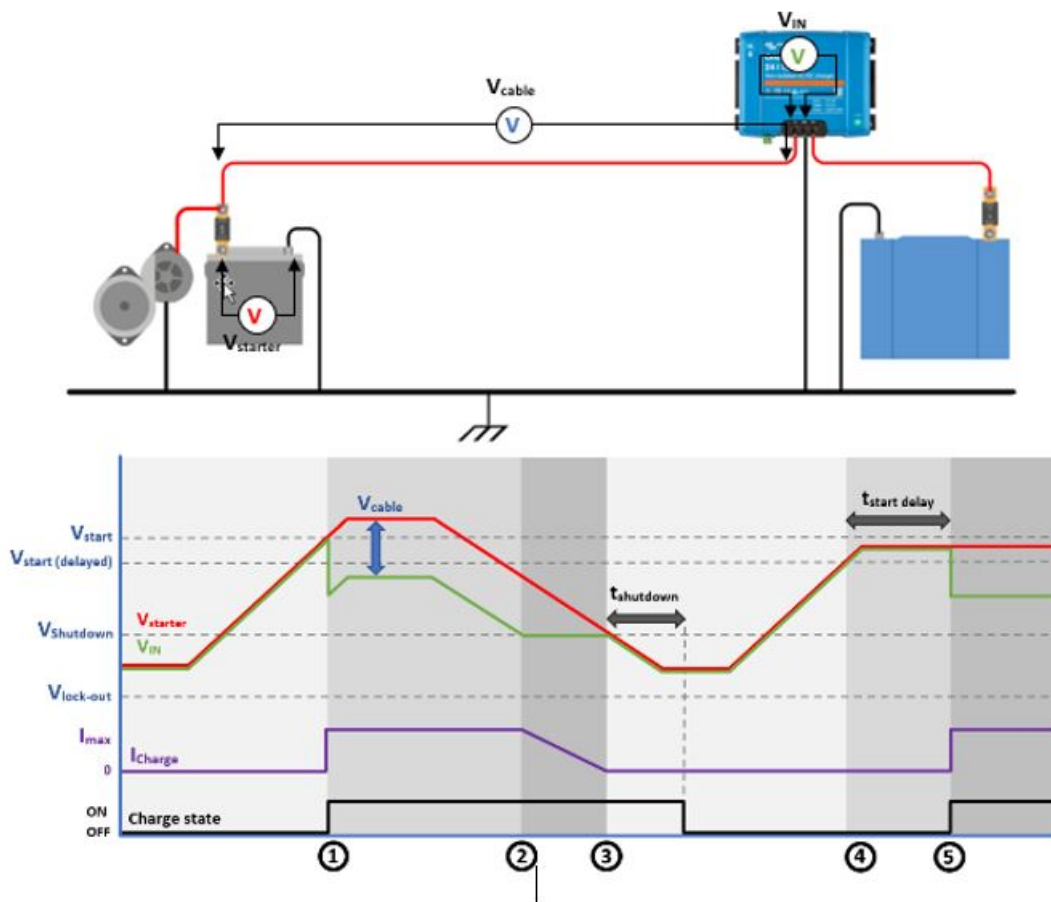 VIN
V
Vcable
V
V
Vstarter
Vcable
tstart delay
Vstart
Vstart (delayed)
tshutdown
VShutdown
Vstarter
VIN
Vlock-out
Imax
ICharge
0
ON
Charge state
OFF
1 2 3 4 5